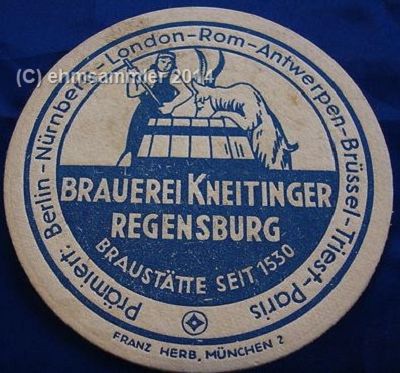 (C) ehmsammler 2014
Prämiert: Berlin-Nürnberg-London-Rom-Antwerpen-Brüssel-Triest-Paris
BRAUEREI KNEITINGER
REGENSBURG
BRAUSTÄTTE SEIT 1530
FRANZ HERB, MÜNCHEN 2